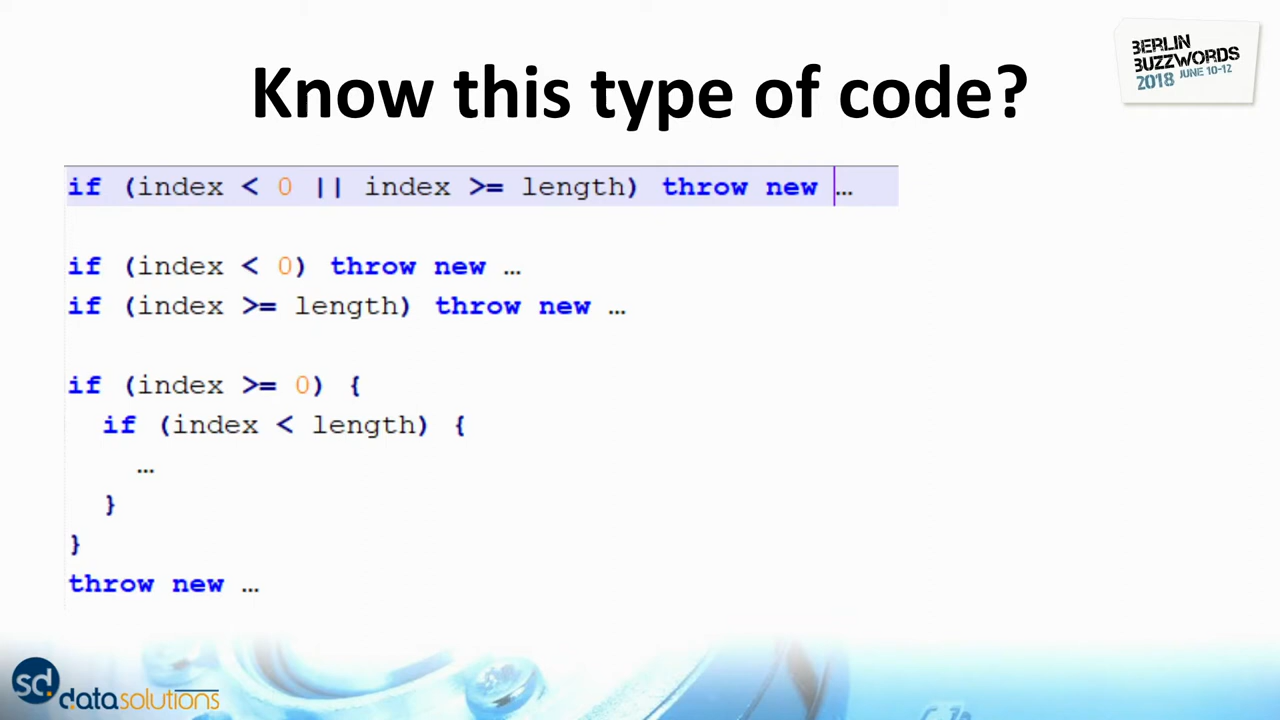 Know this type of code?
BERLIN
BUZZWORDS
2018 JUNE 10-12
if (index < 0 || index >= length) throw new …
if (index < 0) throw new …
if (index >= length) throw new …
if (index >= 0) {
if (index < length) {
…
}
}
throw new …
sd.
datasolutions